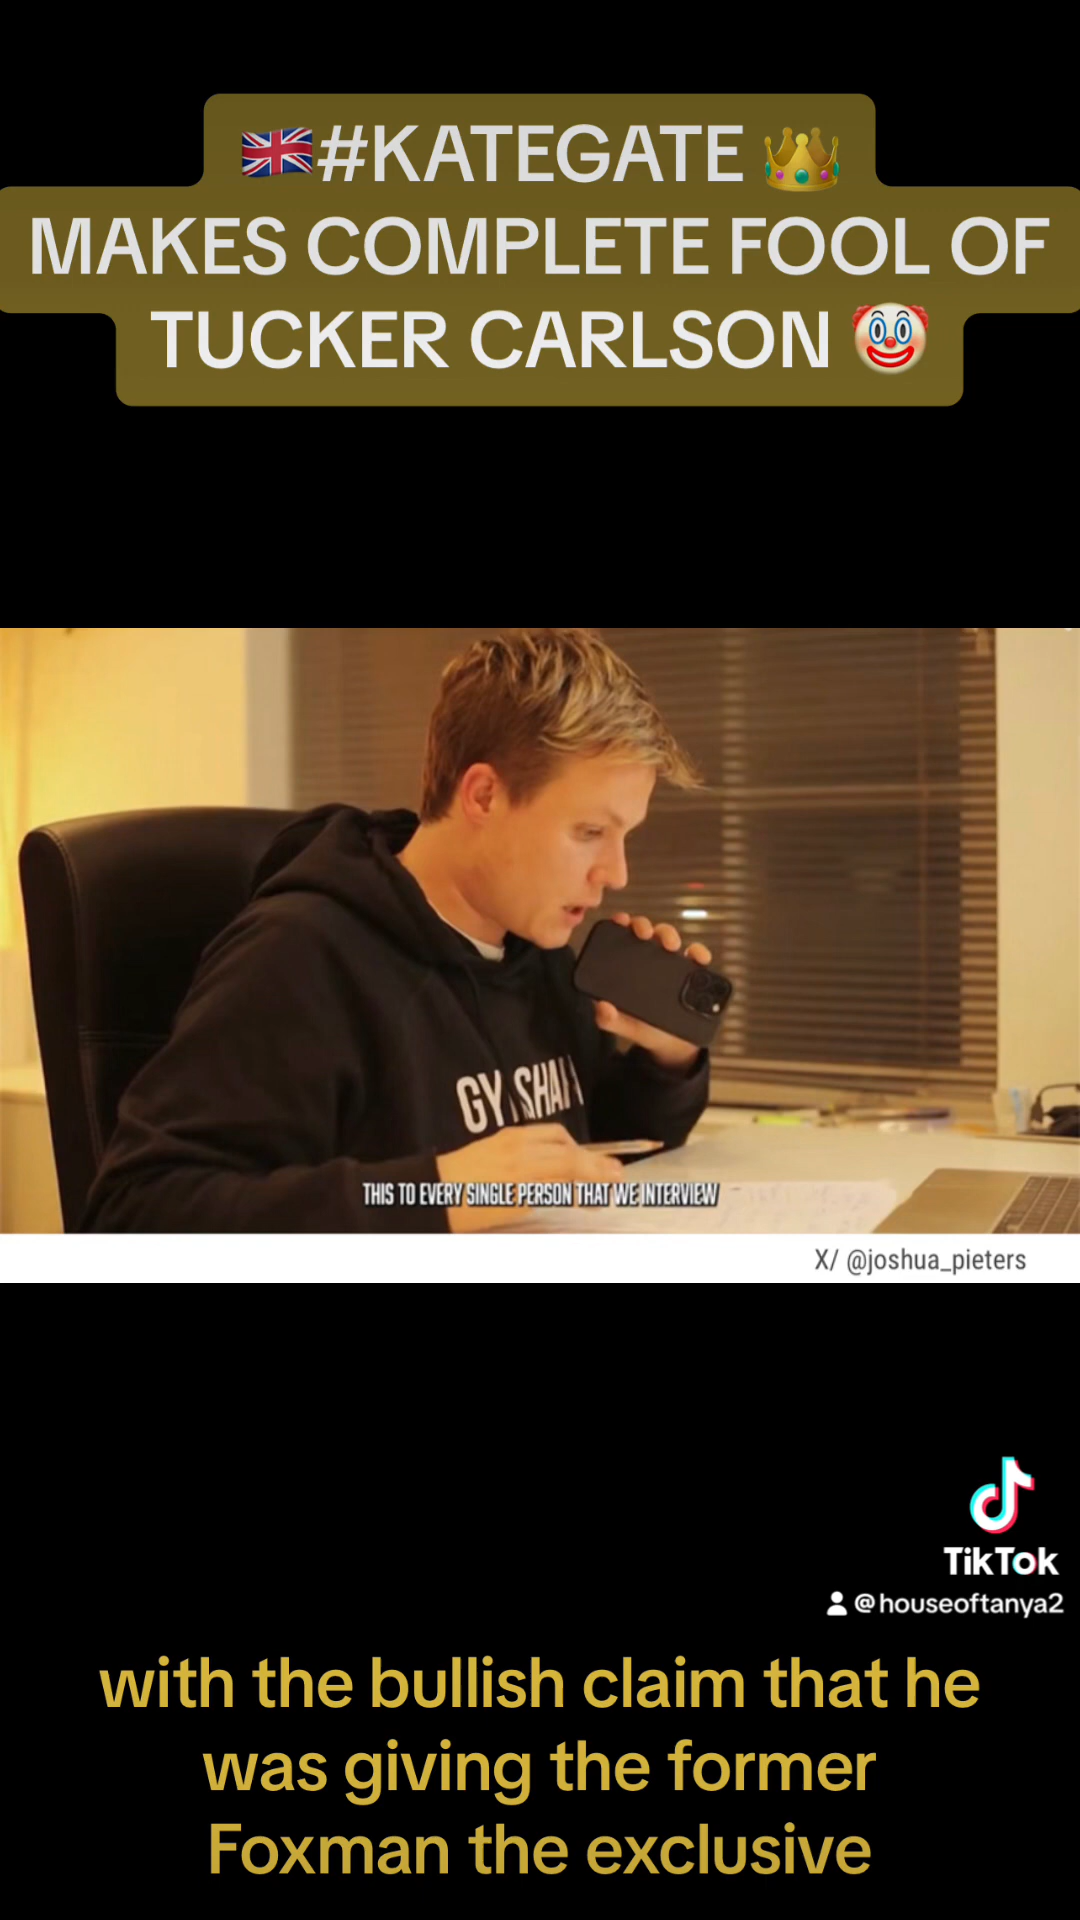 🇬🇧#KATEGATE 👑
MAKES COMPLETE FOOL OF
TUCKER CARLSON 🤡
THIS TO EVERY SINGLE PERSON THAT WE INTERVIEW
X/ @joshua_pieters
TikTok
@houseoftanya2
with the bullish claim that he
was giving the former
Foxman the exclusive